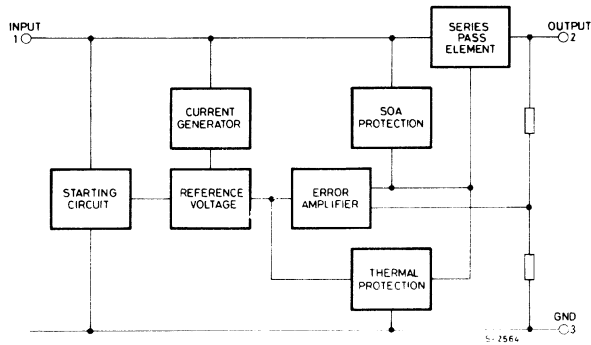 INPUT
1
SERIES
PASS
ELEMENT
OUTPUT
2
CURRENT
GENERATOR
SOA
PROTECTION
STARTING
CIRCUIT
REFERENCE
VOLTAGE
ERROR
AMPLIFIER
THERMAL
PROTECTION
GND
3
S-2564